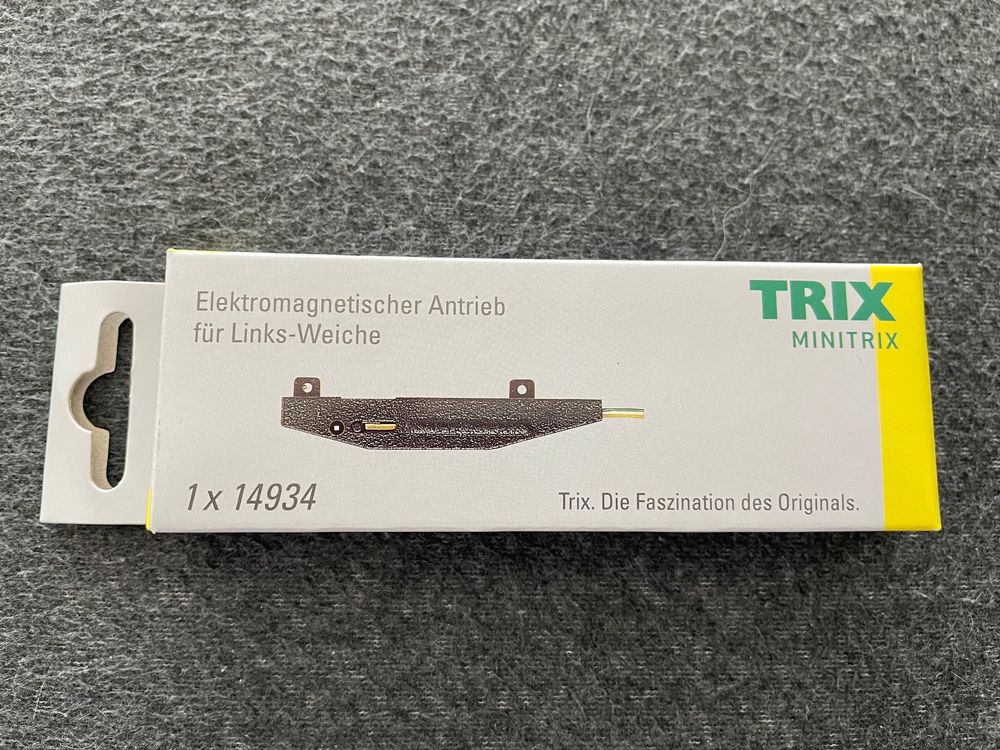 Elektromagnetischer Antrieb
für Links-Weiche
TRIX
MINITRIX
1 x 14934
Trix. Die Faszination des Originals.